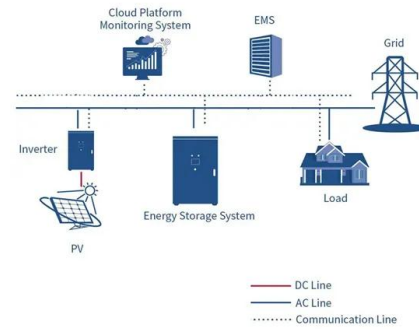 Cloud Platform
Monitoring System
EMS
Grid
Inverter
Energy Storage System
Load
PV
DC Line
AC Line
Communication Line